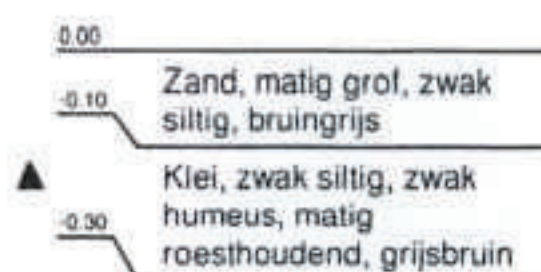 0.00
Zand, matig grof, zwak
-0.10
siltig, bruingrijs
Klei, zwak siltig, zwak
humeus, matig
-0.30
roesthoudend, grijsbruin